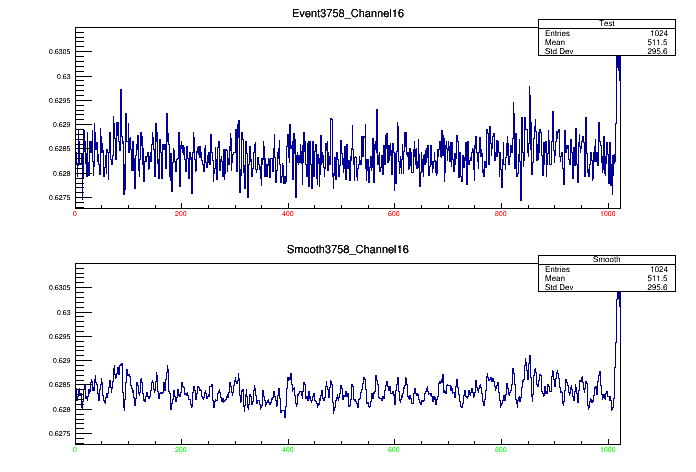 Event3758_Channel16
Test
Entries 1024
Mean 511.5
Std Dev 295.6
0.6305
0.63
0.6295
0.629
0.6285
0.628
0.6275
0 200 400 600 800 1000
Smooth3758_Channel16
Smooth
Entries 1024
Mean 511.5
Std Dev 295.6
0.6305
0.63
0.6295
0.629
0.6285
0.628
0.6275
0 200 400 600 800 1000